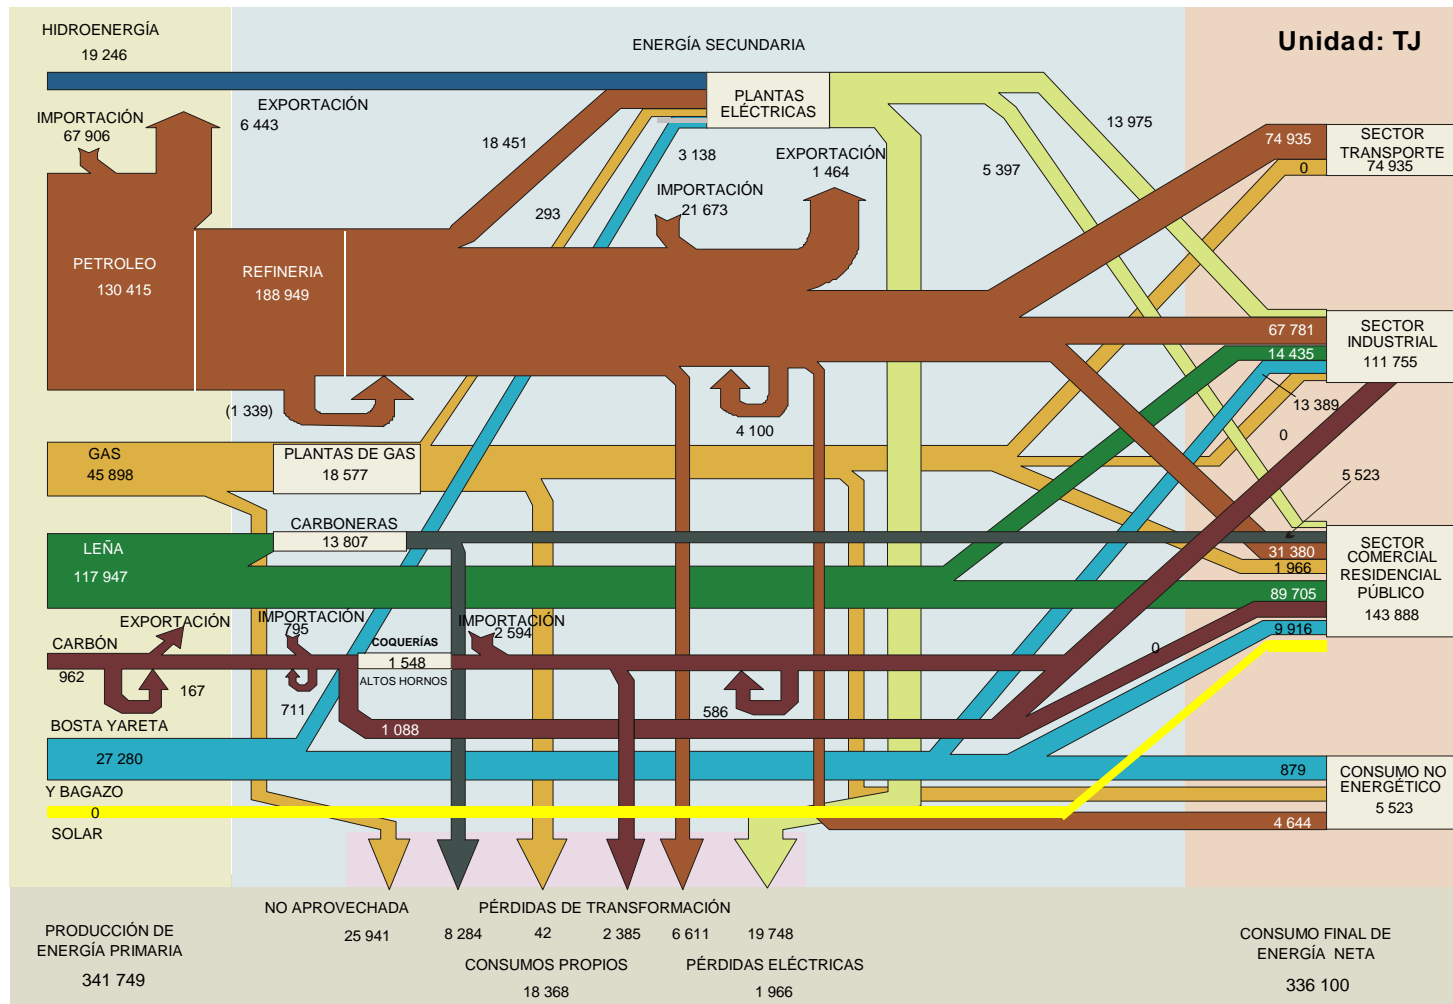 HIDROENERGÍA
19 246
ENERGÍA SECUNDARIA
Unidad: TJ
IMPORTACIÓN
67 906
EXPORTACIÓN
6 443
PLANTAS
ELÉCTRICAS
18 451
3 138
293
EXPORTACIÓN
1 464
IMPORTACIÓN
21 673
13 975
5 397
74 935
0
SECTOR
TRANSPORTE
74 935
PETROLEO
130 415
REFINERIA
188 949
(1 339)
4 100
67 781
14 435
13 389
0
SECTOR
INDUSTRIAL
111 755
GAS
45 898
PLANTAS DE GAS
18 577
5 523
CARBONERAS
13 807
LEÑA
117 947
31 380
1 966
89 705
9 916
0
SECTOR
COMERCIAL
RESIDENCIAL
PÚBLICO
143 888
EXPORTACIÓN
IMPORTACIÓN
795
IMPORTACIÓN
2 594
CARBÓN
962
167
711
COQUERÍAS
1 548
ALTOS HORNOS
586
1 088
BOSTA YARETA
27 280
Y BAGAZO
0
SOLAR
879
4 644
CONSUMO NO
ENERGÉTICO
5 523
NO APROVECHADA
25 941
PÉRDIDAS DE TRANSFORMACIÓN
8 284 42 2 385 6 611 19 748
CONSUMOS PROPIOS
18 368
PÉRDIDAS ELÉCTRICAS
1 966
PRODUCCIÓN DE
ENERGÍA PRIMARIA
341 749
CONSUMO FINAL DE
ENERGÍA NETA
336 100